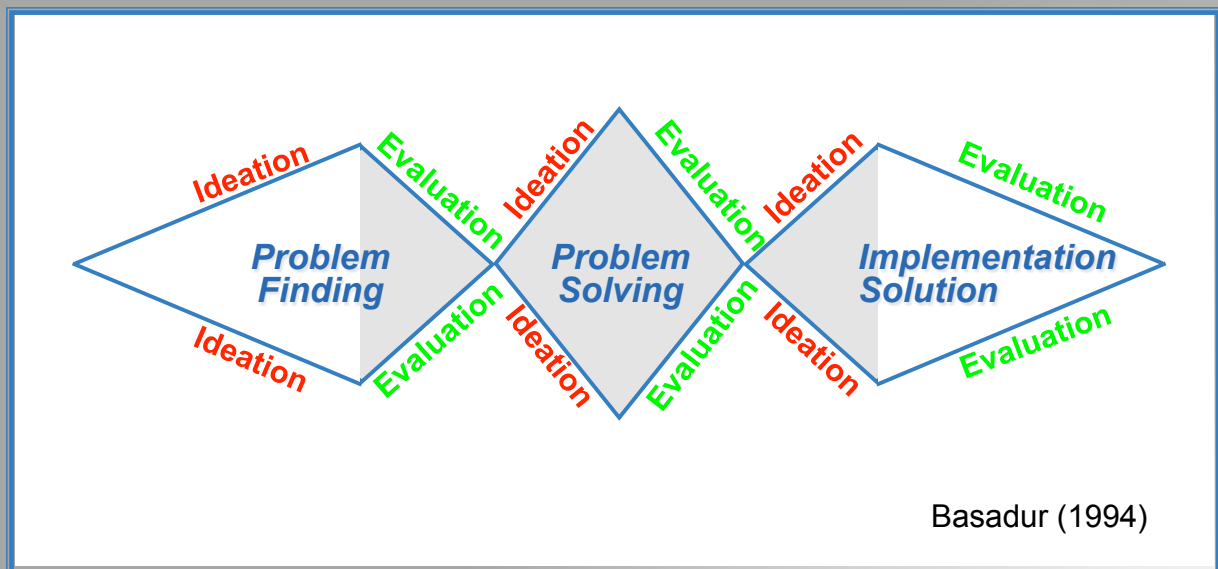 Ideation
Evaluation
Ideation
Evaluation
Ideation
Evaluation
Problem
Finding
Problem
Solving
Implementation
Solution
Ideation
Evaluation
Ideation
Evaluation
Ideation
Evaluation
Basadur (1994)